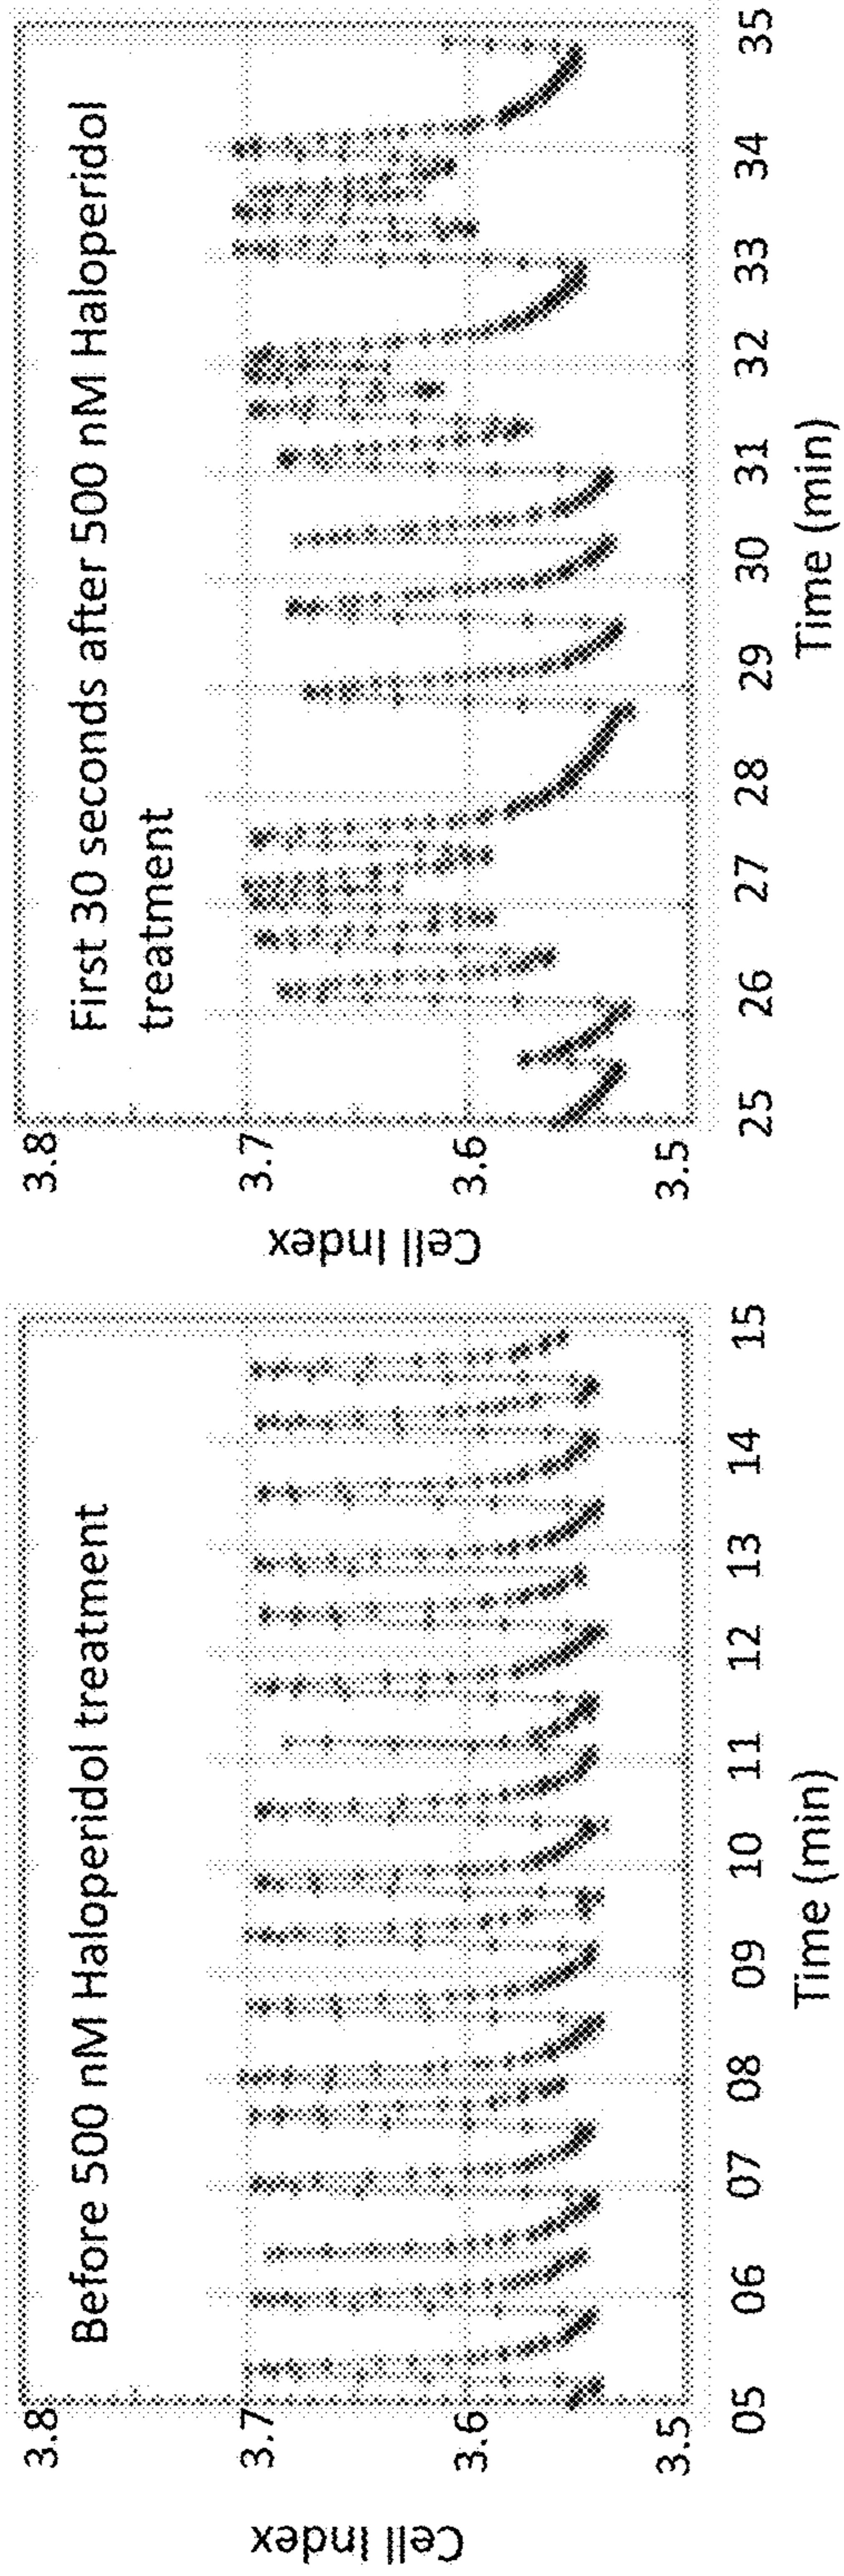 Before 500 nM Haloperidol treatment
Cell Index
3.8
3.7
3.6
3.5
05 06 07 08 09 10 11 12 13 14 15
Time (min)
First 30 seconds after 500 nM Haloperidol
treatment
Cell Index
3.8
3.7
3.6
3.5
25 26 27 28 29 30 31 32 33 34 35
Time (min)